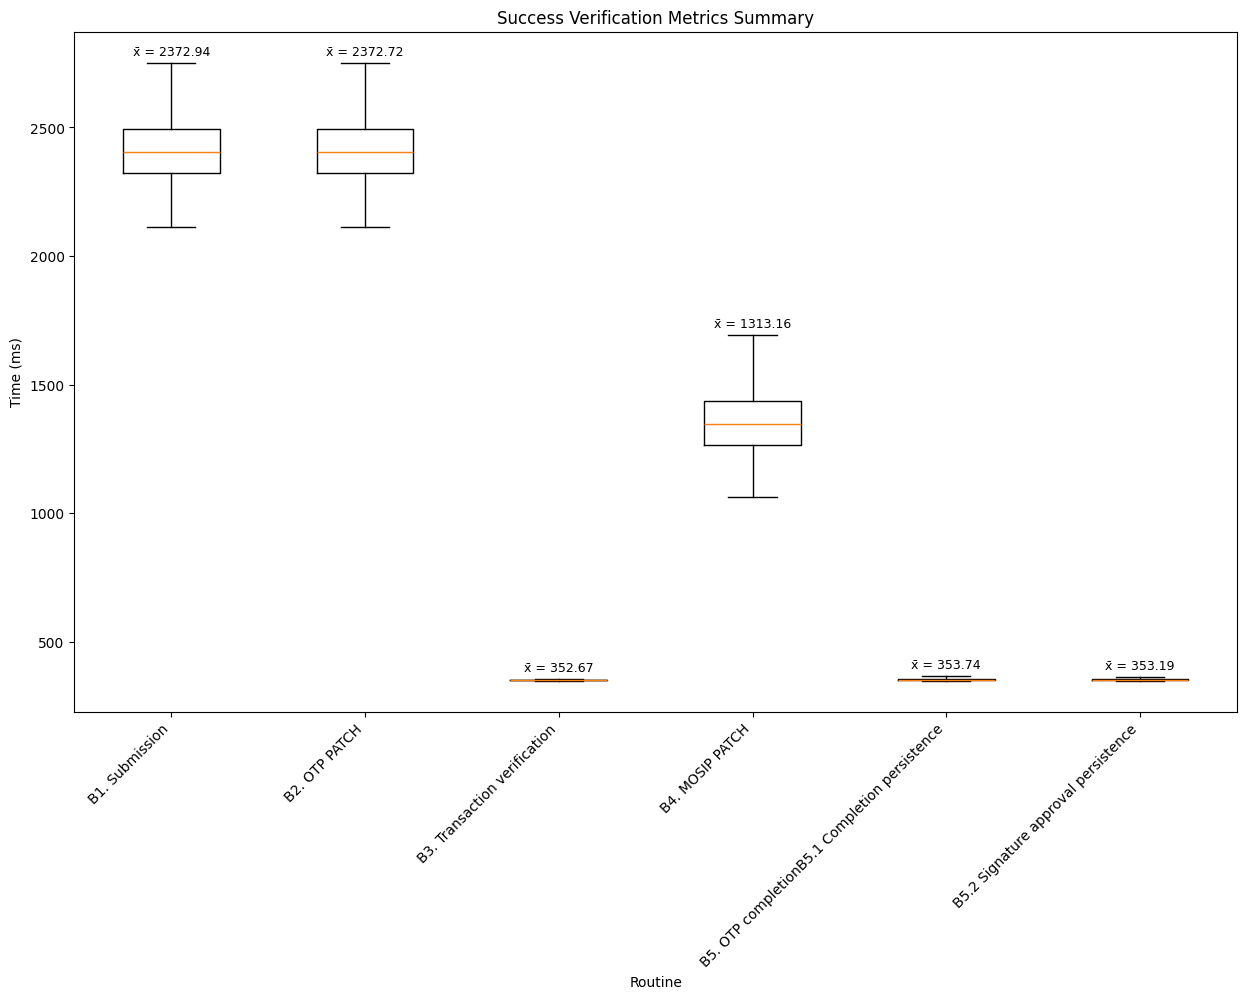 Success Verification Metrics Summary
x̄ = 2372.94
x̄ = 2372.72
x̄ = 1313.16
x̄ = 352.67
x̄ = 353.74
x̄ = 353.19
Time (ms)
2500
2000
1500
1000
500
B1. Submission
B2. OTP PATCH
B3. Transaction verification
B4. MOSIP PATCH
B5. OTP completionB5.1 Completion persistence
B5.2 Signature approval persistence
Routine